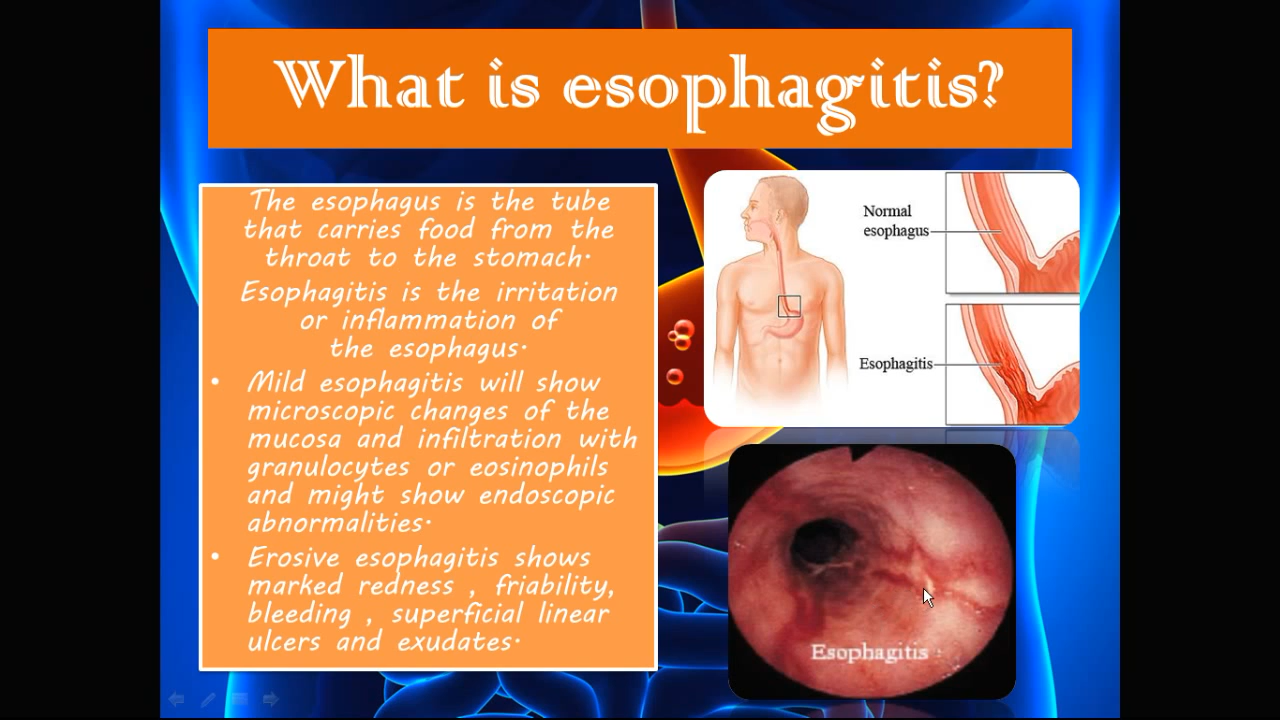 What is esophagitis?
The esophagus is the tube
that carries food from the
throat to the stomach.
Esophagitis is the irritation
or inflammation of
the esophagus.
• Mild esophagitis will show
microscopic changes of the
mucosa and infiltration with
granulocytes or eosinophils
and might show endoscopic
abnormalities.
• Erosive esophagitis shows
marked redness , friability,
bleeding , superficial linear
ulcers and exudates.
Normal
esophagus
Esophagitis
Esophagitis